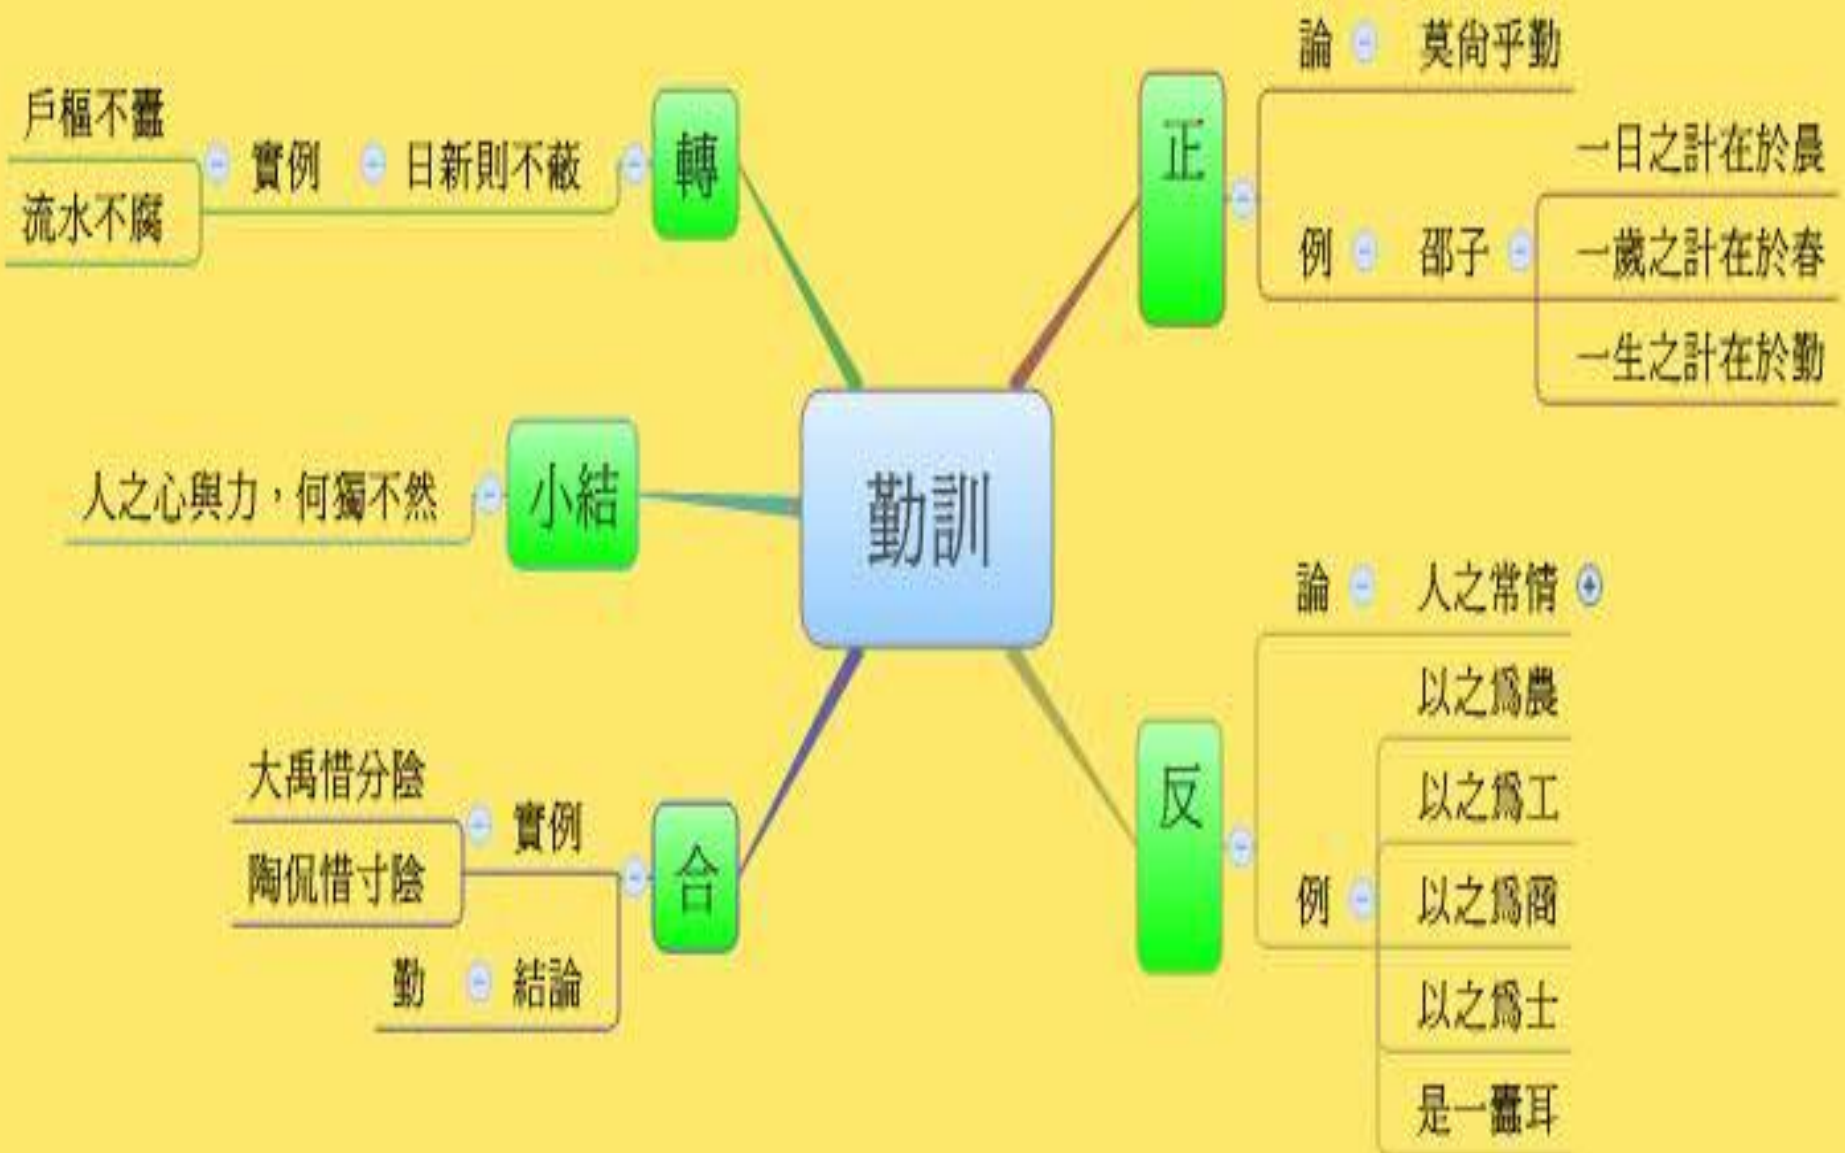 勤訓
正
論
莫尚乎勤
例
邵子
一日之計在於晨
一歲之計在於春
一生之計在於勤
反
論
人之常情
例
以之為農
以之為工
以之為商
以之為士
是一蠹耳
轉
日新則不蔽
實例
戶樞不蠹
流水不腐
小結
人之心與力，何獨不然
合
實例
大禹惜分陰
陶侃惜寸陰
結論
勤